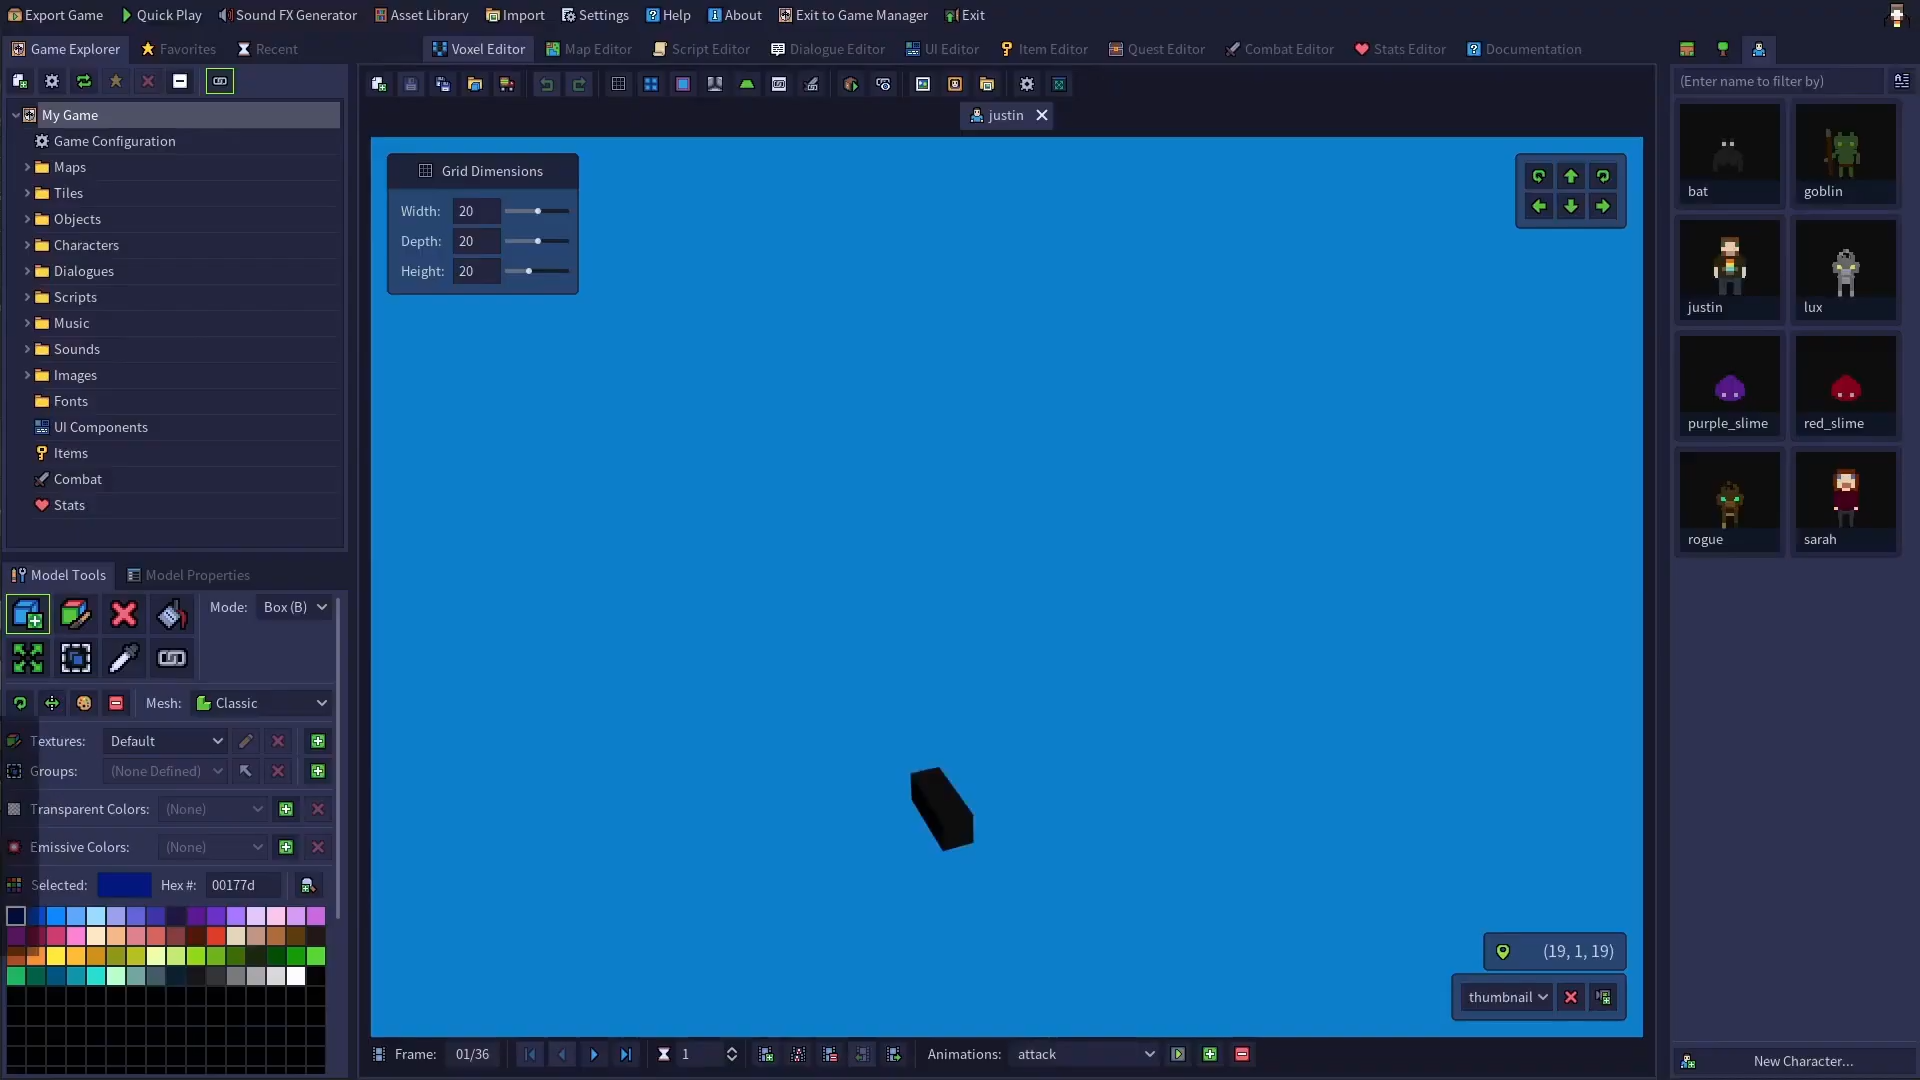 Export Game
Quick Play
Sound FX Generator
Asset Library
Import
Settings
Help
About
Exit to Game Manager
Exit
Game Explorer
Favorites
Recent
Voxel Editor
Map Editor
Script Editor
Dialogue Editor
UI Editor
Item Editor
Quest Editor
Combat Editor
Stats Editor
Documentation
(Enter name to filter by)
justin
My Game
Game Configuration
Maps
Tiles
Objects
Characters
Dialogues
Scripts
Music
Sounds
Images
Fonts
UI Components
Items
Combat
Stats
Grid Dimensions
Width: 20
Depth: 20
Height: 20
bat
goblin
justin
lux
purple_slime
red_slime
rogue
sarah
Model Tools
Model Properties
Mode: Box (B)
Mesh: Classic
Textures: Default
Groups: (None Defined)
Transparent Colors: (None)
Emissive Colors: (None)
Selected: Hex #: 00177d
(19, 1, 19)
thumbnail
Frame: 01/36
1
Animations: attack
New Character...